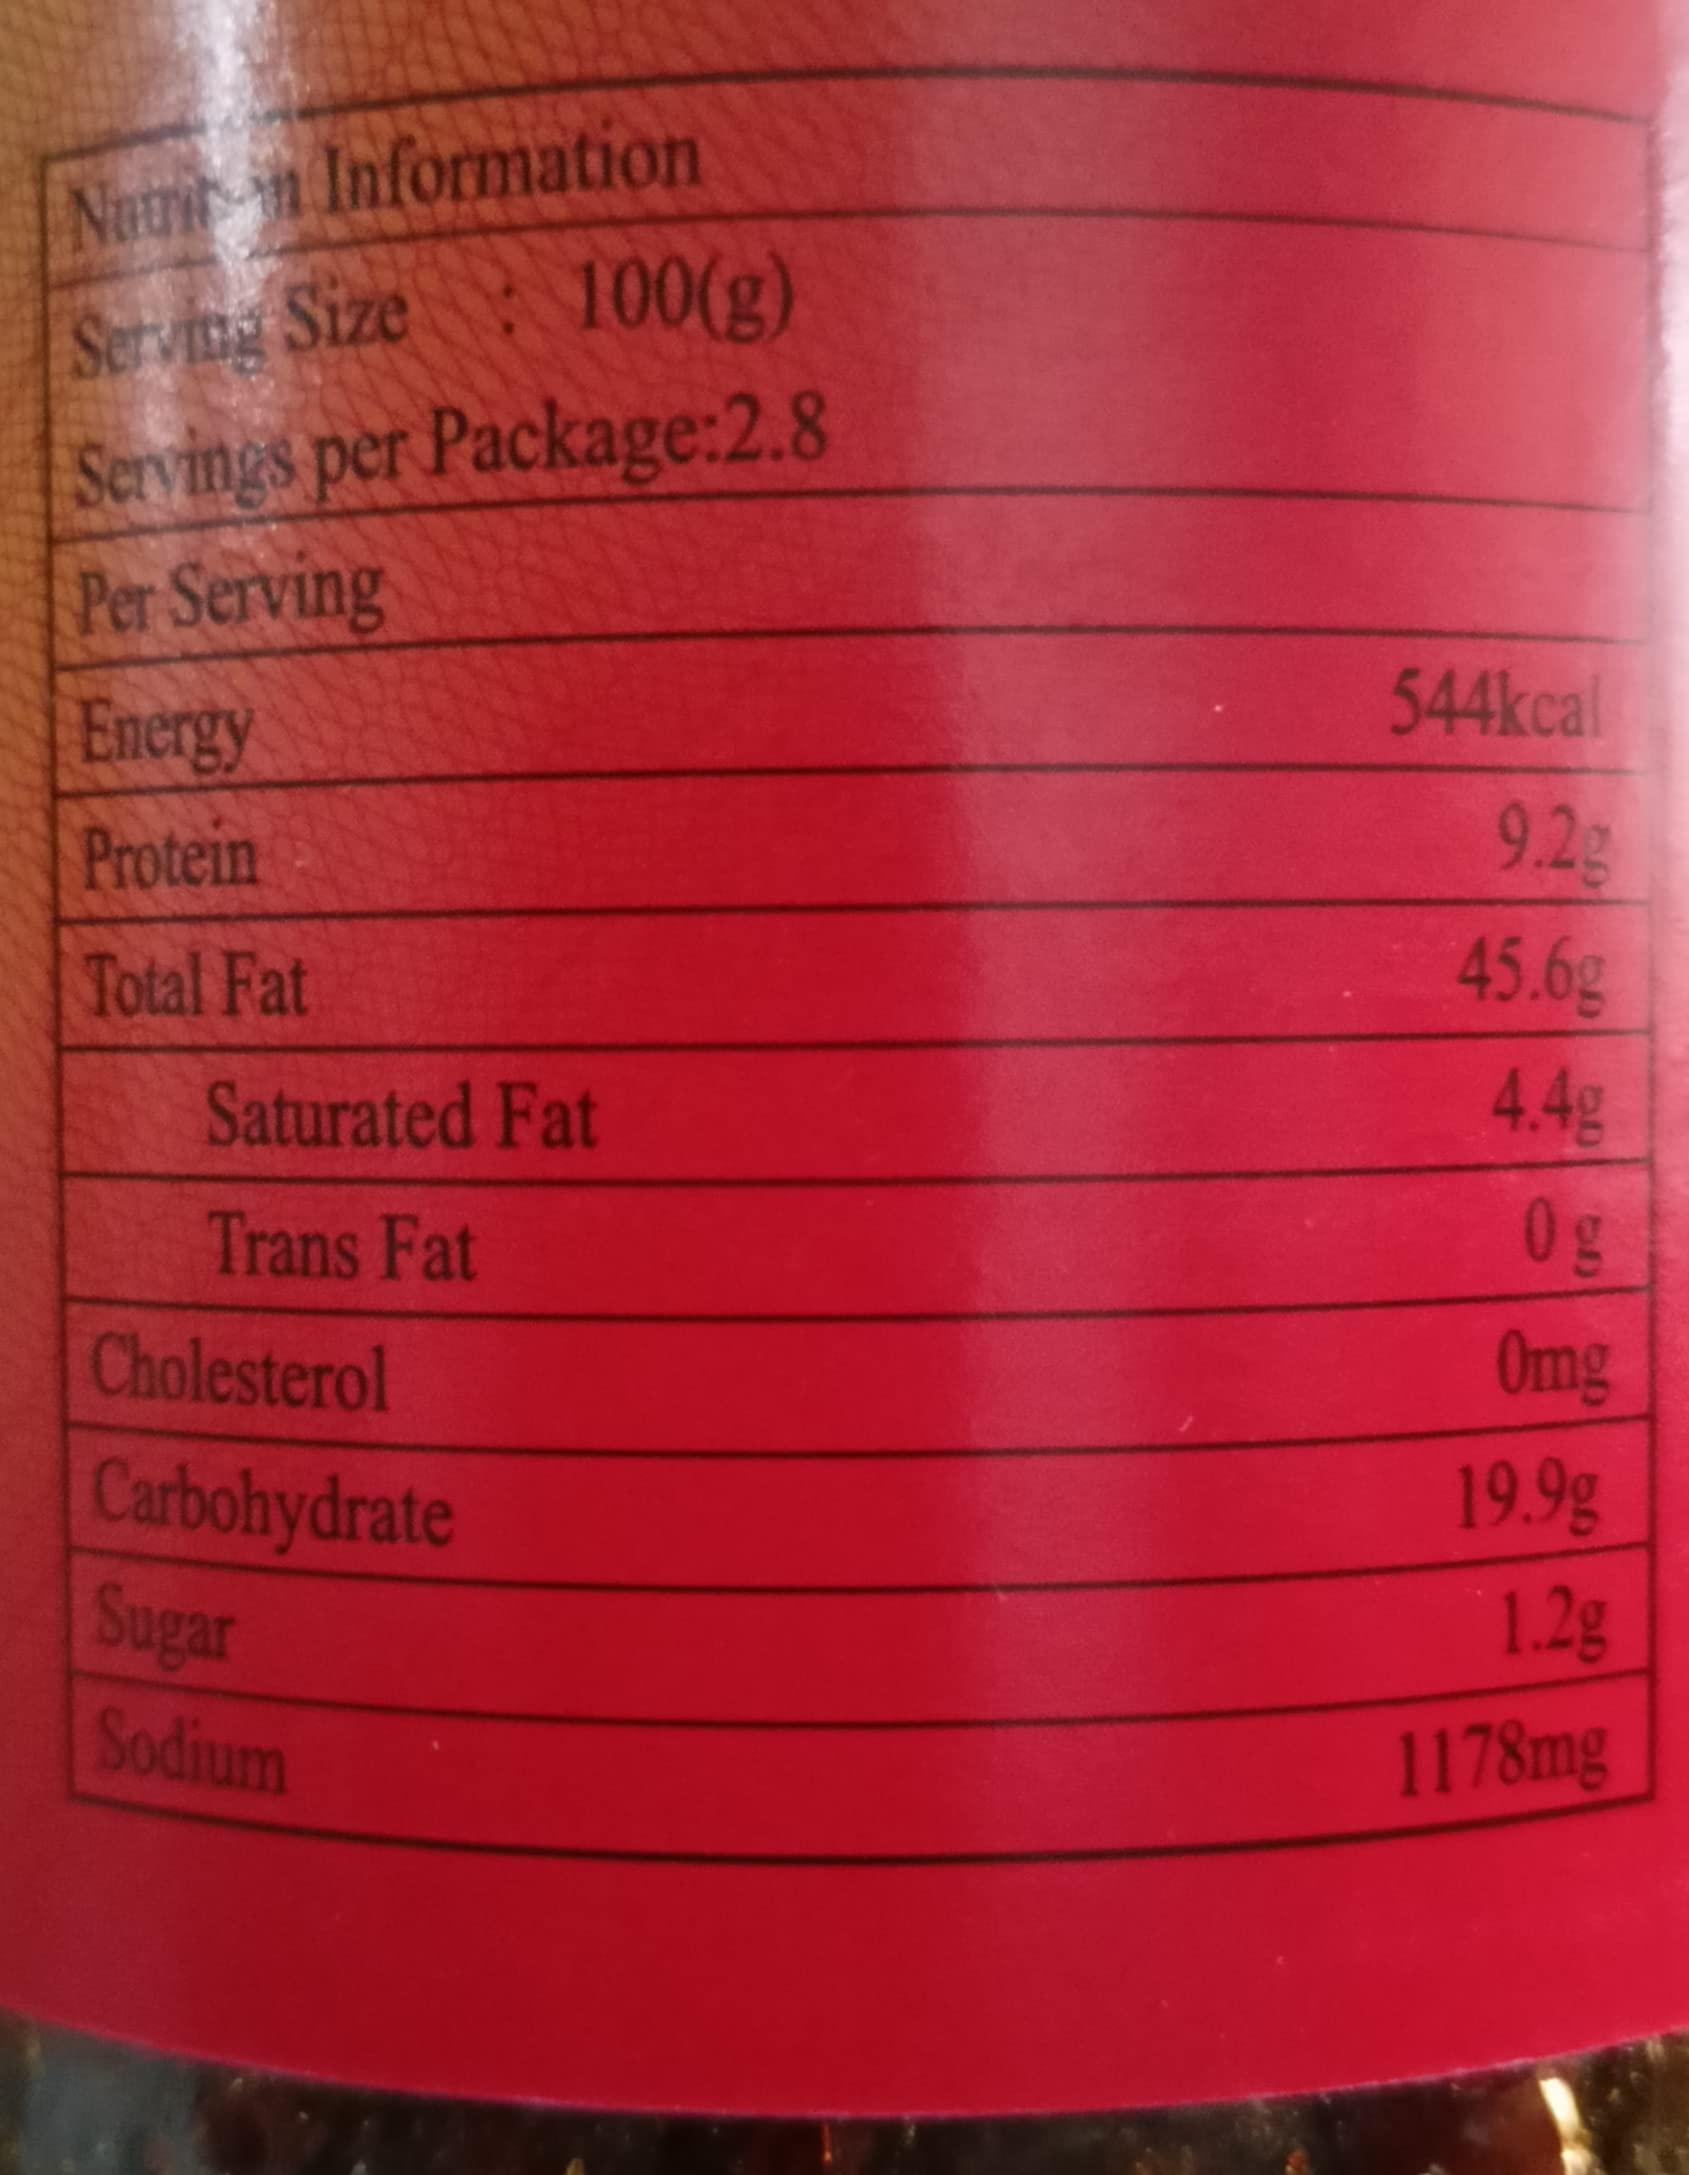 Nutrition Information
Serving Size : 100(g)
Servings per Package:2.8
Per Serving
Energy 544kcal
Protein 9.2g
Total Fat 45.6g
Saturated Fat 4.4g
Trans Fat 0 g
Cholesterol 0mg
Carbohydrate 19.9g
Sugar 1.2g
Sodium 1178mg